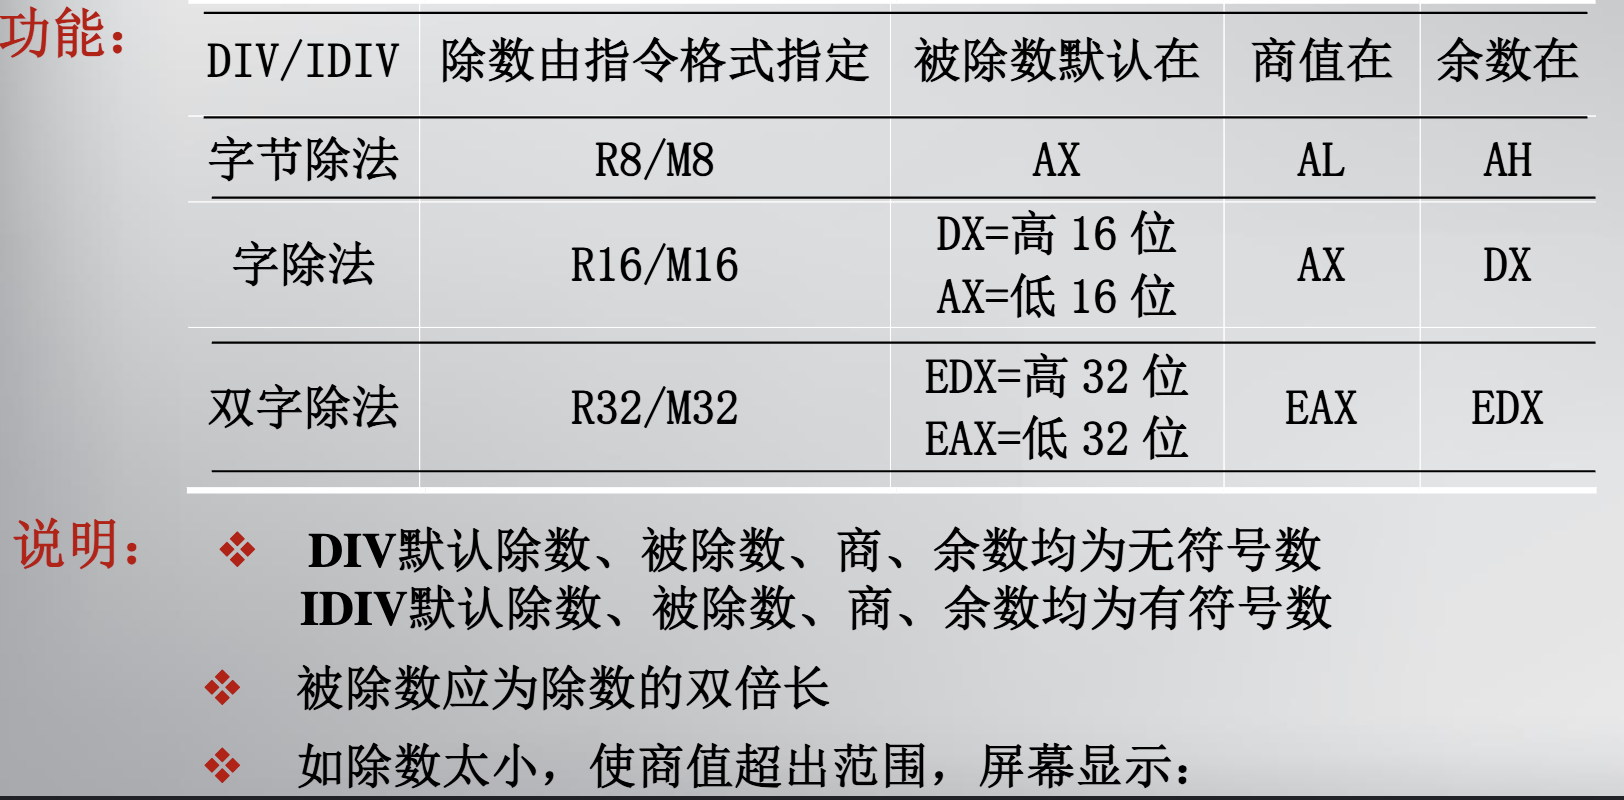 功能：
DIV/IDIV 除数由指令格式指定 被除数默认在 商值在 余数在
字节除法 R8/M8 AX AL AH
字除法 R16/M16 DX=高 16 位 AX=低 16 位 AX DX
双字除法 R32/M32 EDX=高 32 位 EAX=低 32 位 EAX EDX
说明：
❖ DIV默认除数、被除数、商、余数均为无符号数
IDIV默认除数、被除数、商、余数均为有符号数
❖ 被除数应为除数的双倍长
❖ 如除数太小，使商值超出范围，屏幕显示：